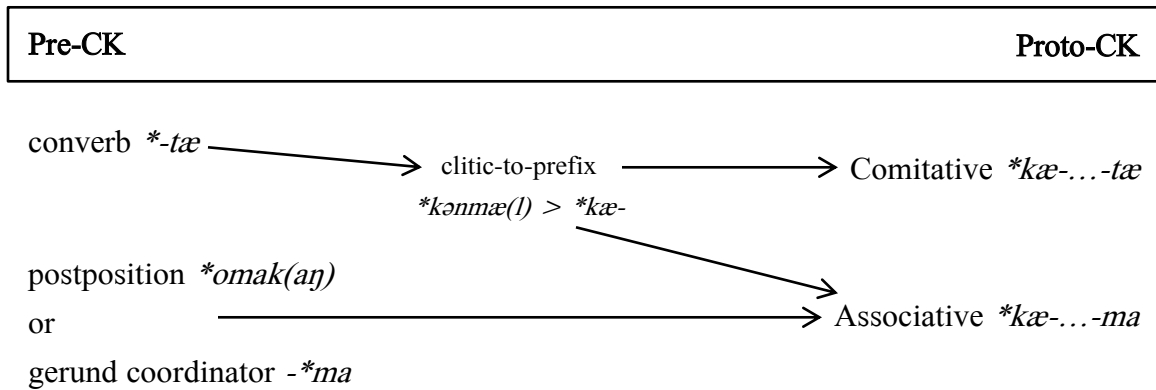 Pre-CK Proto-CK
converb *-tæ
clitic-to-prefix
Comitative *kæ-…-tæ
*kənmæ(l) > *kæ-
postposition *omak(aŋ)
or
Associative *kæ-…-ma
gerund coordinator -*ma